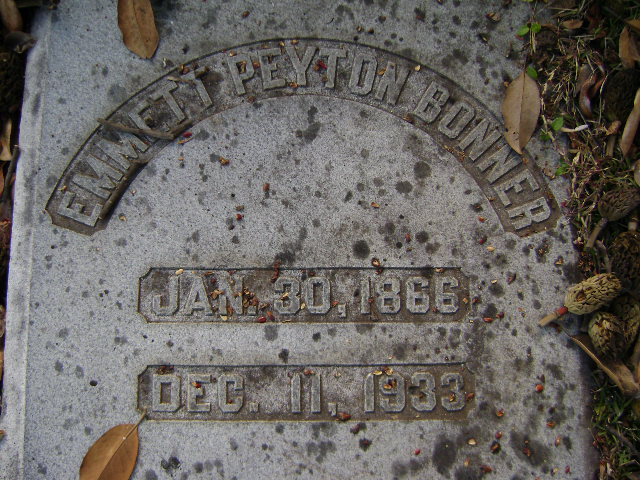 EMMETT PEYTON BONNER
JAN. 30, 1866
DEC. 11, 1933